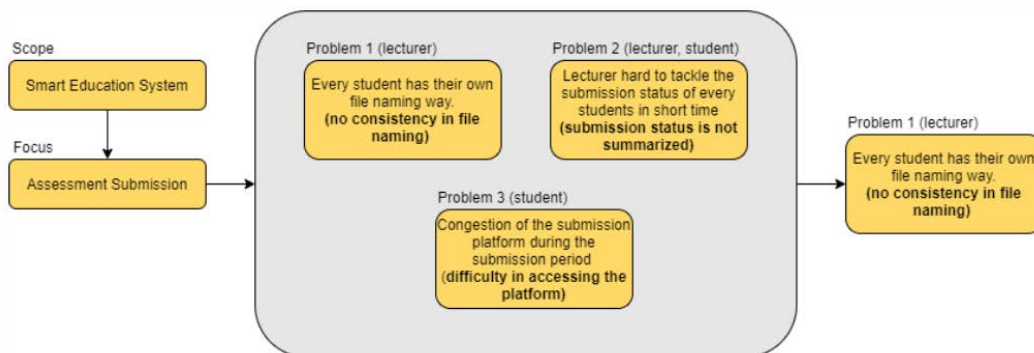 Scope
Smart Education System
Focus
Assessment Submission
Problem 1 (lecturer)
Every student has their own
file naming way.
(no consistency in file
naming)
Problem 2 (lecturer, student)
Lecturer hard to tackle the
submission status of every
students in short time
(submission status is not
summarized)
Problem 3 (student)
Congestion of the submission
platform during the
submission period
(difficulty in accessing the
platform)
Problem 1 (lecturer)
Every student has their own
file naming way.
(no consistency in file
naming)